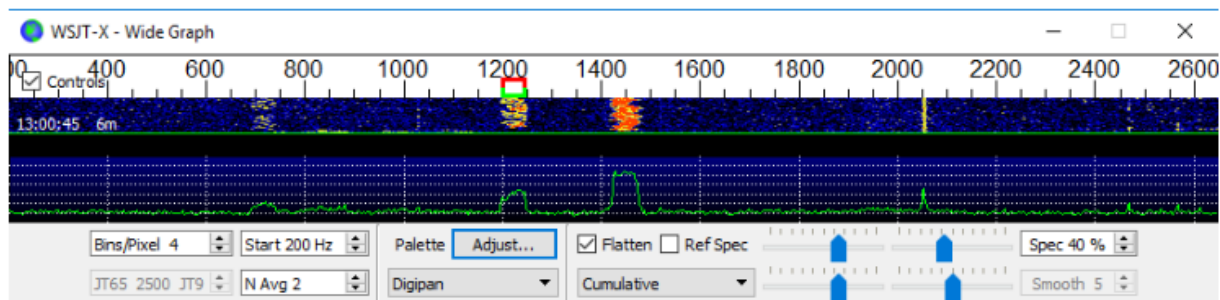 WSJT-X - Wide Graph
400 600 800 1000 1200 1400 1600 1800 2000 2200 2400 2600
Controls
13:00:45 6m
Bins/Pixel 4 Start 200 Hz Palette Adjust... Flatten Ref Spec Spec 40 %
JT65 2500 JT9 N Avg 2 Digipan Cumulative Smooth 5